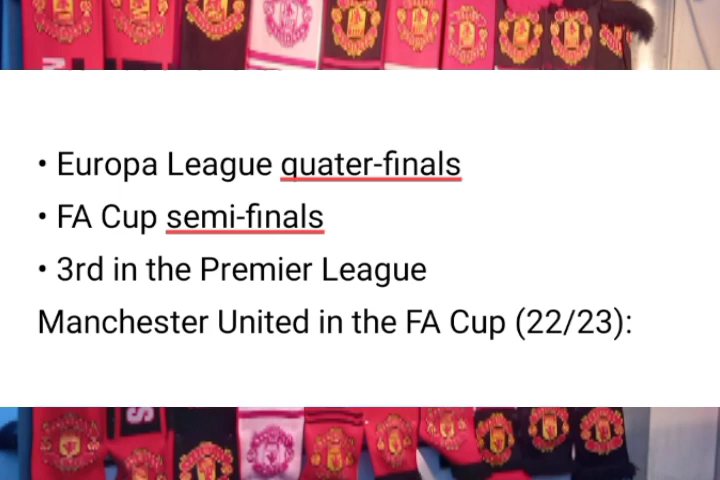 • Europa League quater-finals
• FA Cup semi-finals
• 3rd in the Premier League
Manchester United in the FA Cup (22/23):